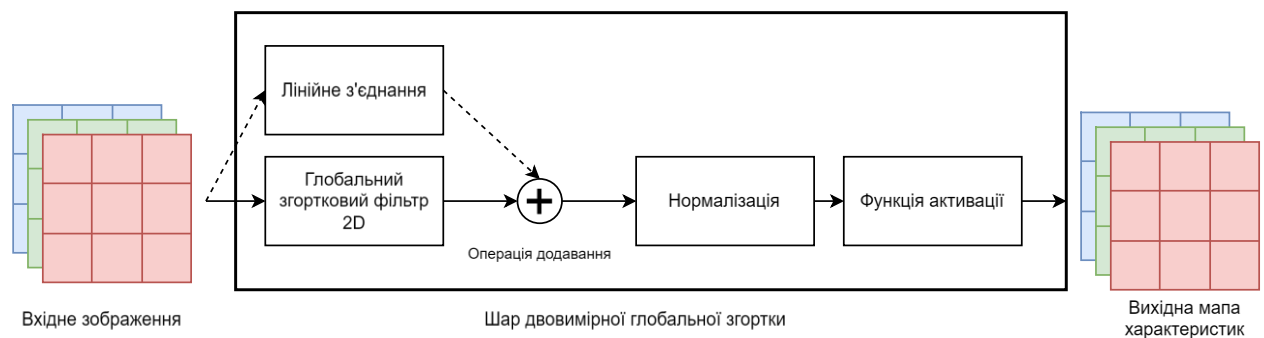 Лінійне з'єднання
Глобальний
згортковий фільтр
2D
Операція додавання
Нормалізація
Функція активації
Вхідне зображення
Шар двовимірної глобальної згортки
Вихідна мапа
характеристик